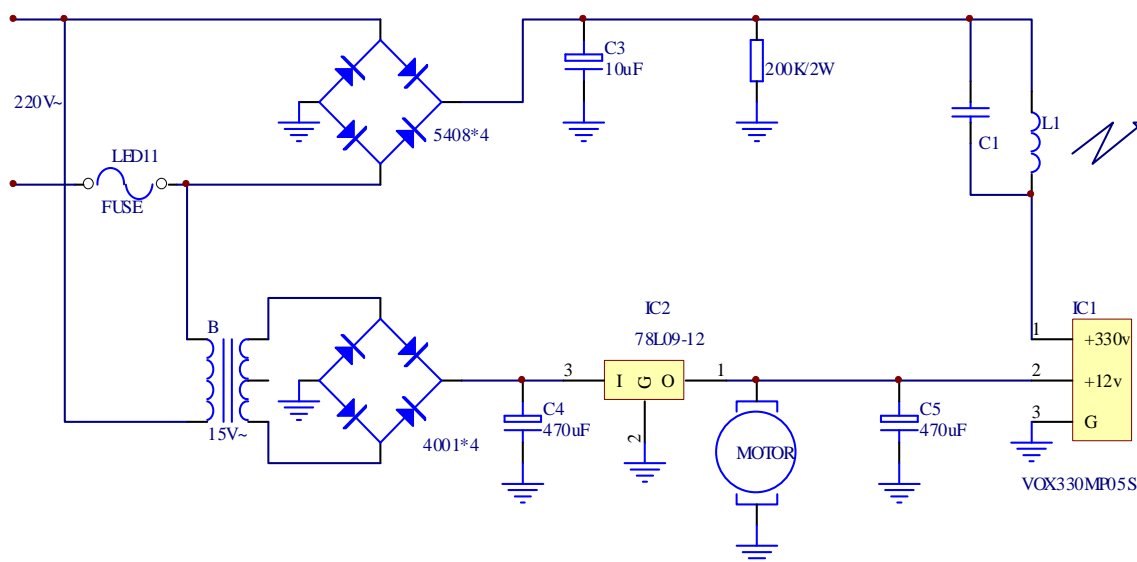 C3
10uF
200K/2W
220V~
5408*4
C1
L1
LED11
FUSE
IC2
78L09-12
IC1
B
1
+330v
3
I G O
1
2
+12v
C4
470uF
C5
470uF
3
G
15V~
4001*4
2
MOTOR
VOX330MP05S